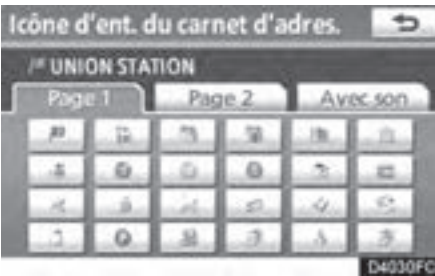 Icône d'ent. du carnet d'adres.
UNION STATION
Page 1 Page 2 Avec son
D4030FC